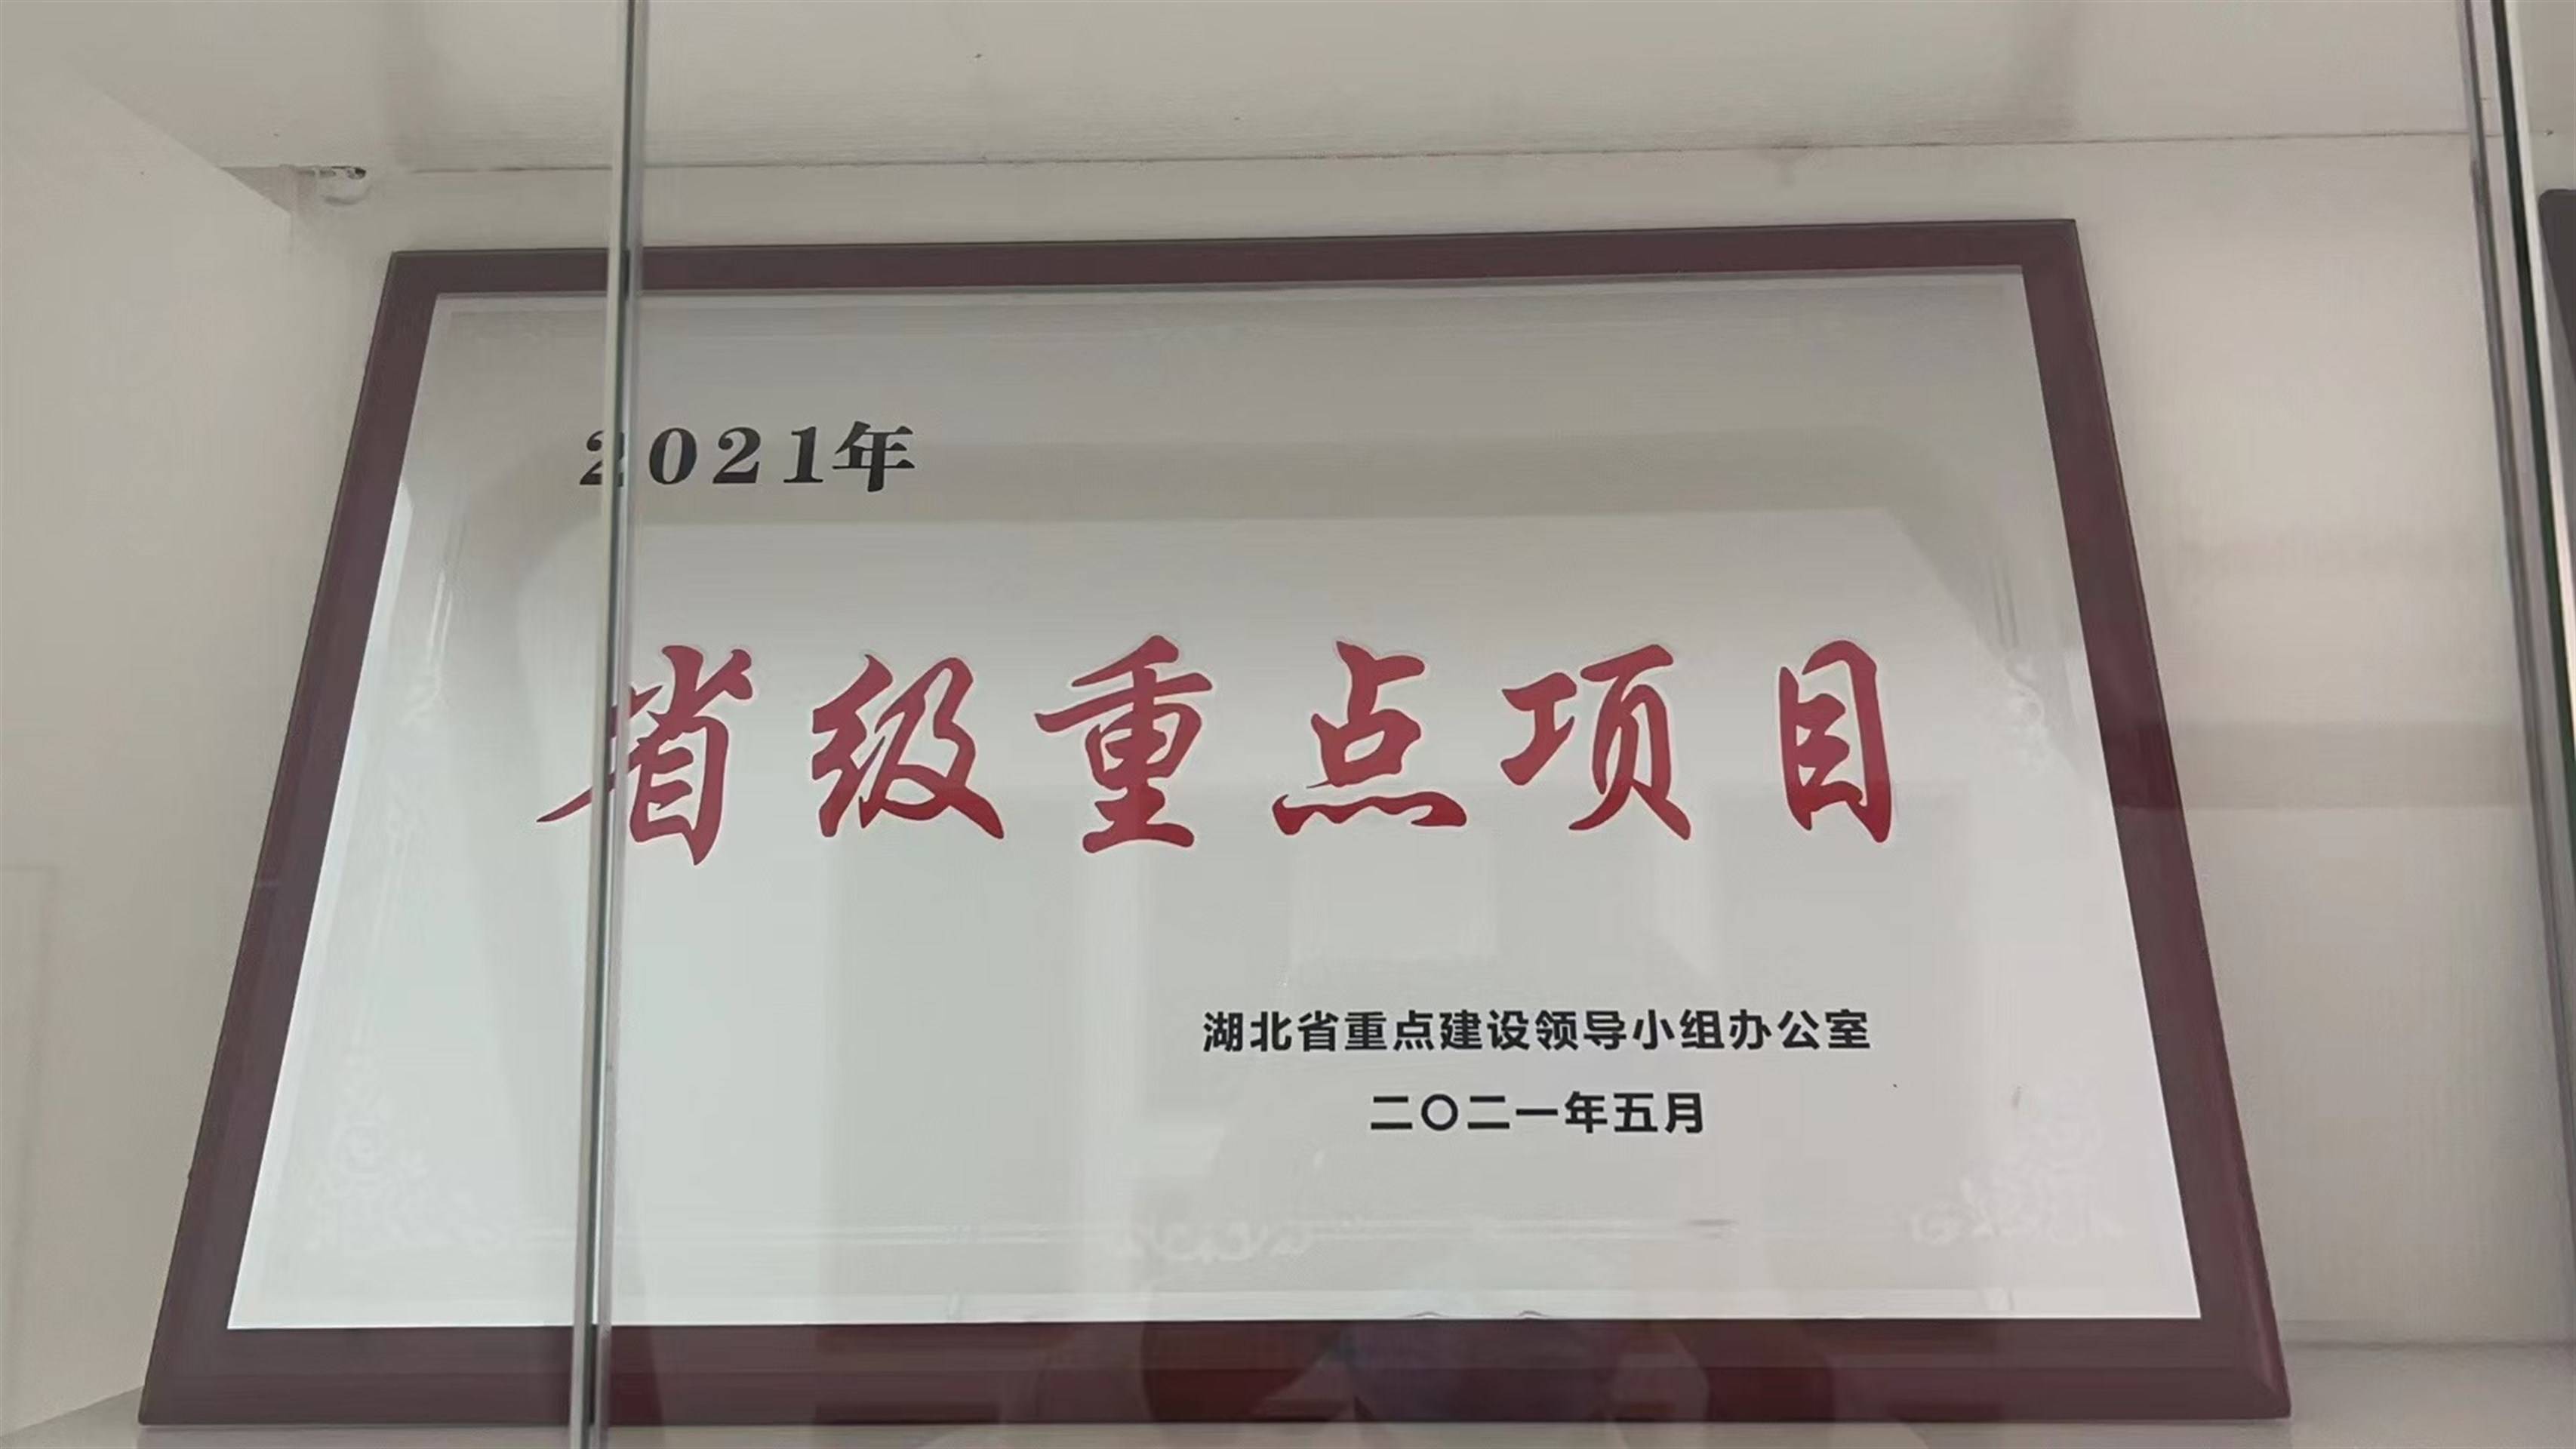 2021年
省级重点项目
湖北省重点建设领导小组办公室
二〇二一年五月